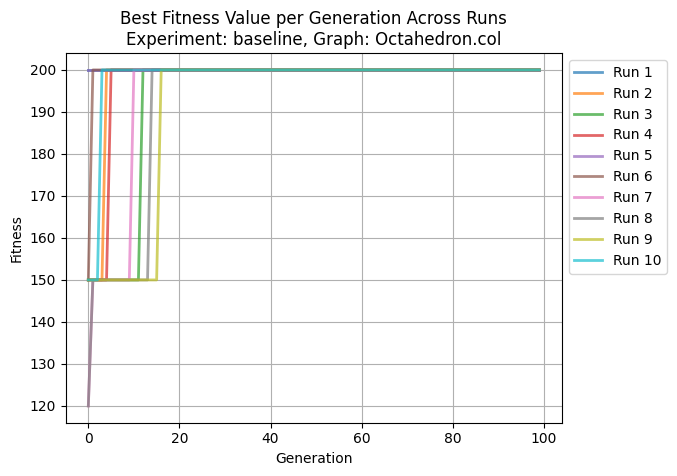 Best Fitness Value per Generation Across Runs
Experiment: baseline, Graph: Octahedron.col
Fitness
200
190
180
170
160
150
140
130
120
0
20
40
60
80
100
Generation
Run 1
Run 2
Run 3
Run 4
Run 5
Run 6
Run 7
Run 8
Run 9
Run 10